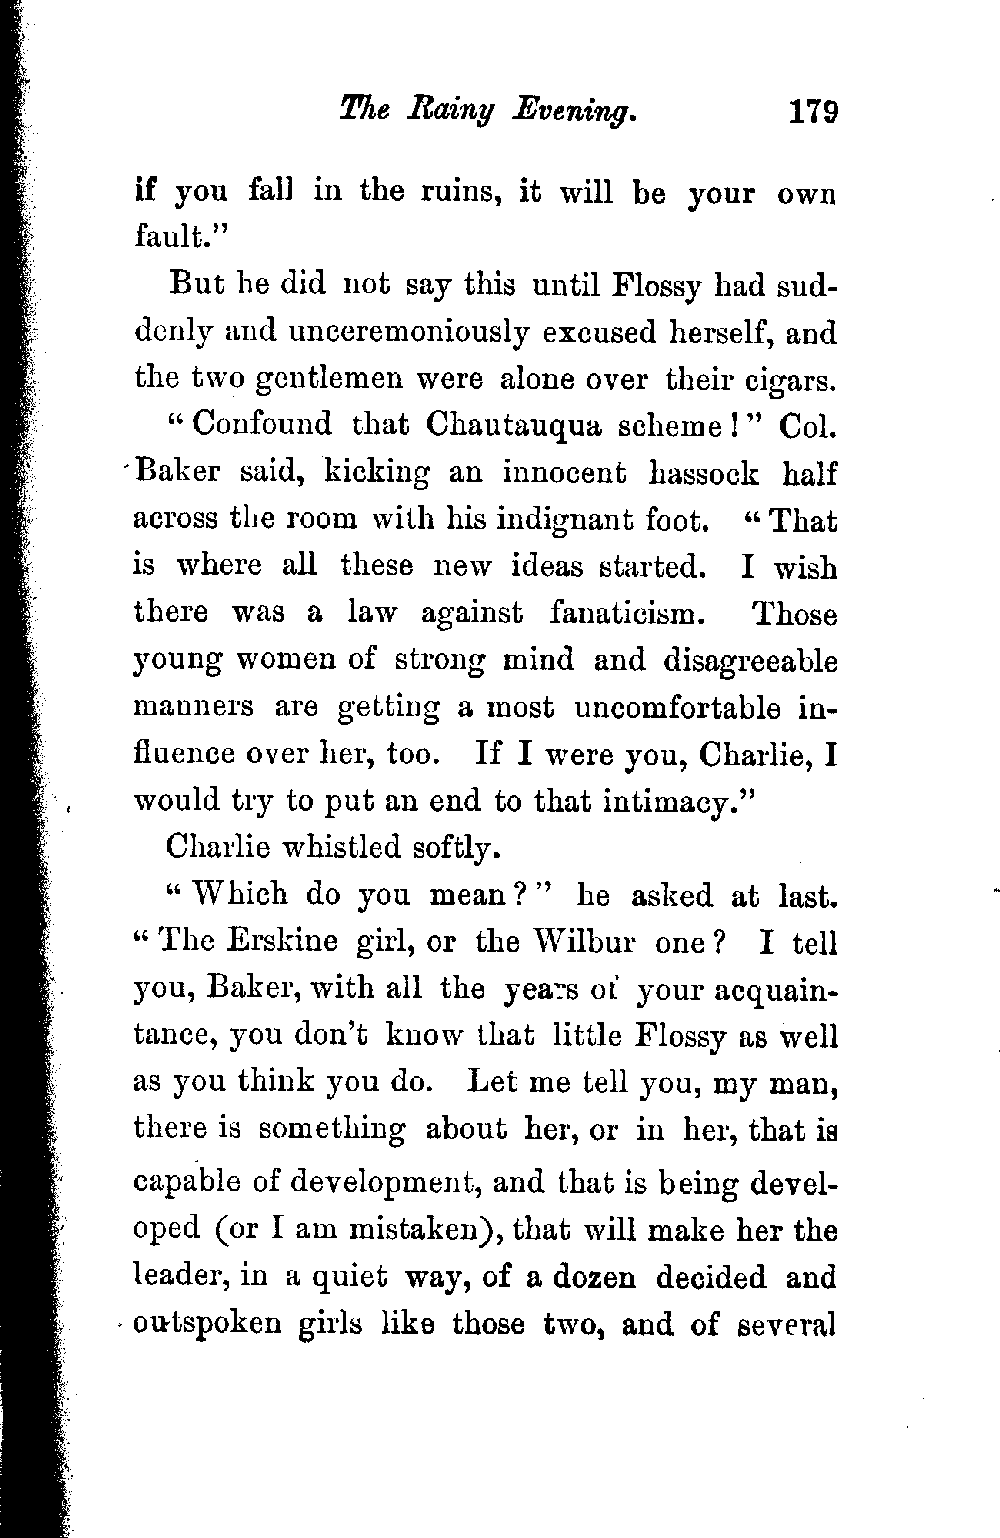 The Rainy Evening. 179
if you fall in the ruins, it will be your own
fault."
But he did not say this until Flossy had sud-
denly and unceremoniously excused herself, and
the two gentlemen were alone over their cigars.
"Confound that Chautauqua scheme!" Col.
Baker said, kicking an innocent hassock half
across the room with his indignant foot. "That
is where all these new ideas started. I wish
there was a law against fanaticism. Those
young women of strong mind and disagreeable
manners are getting a most uncomfortable in-
fluence over her, too. If I were you, Charlie, I
would try to put an end to that intimacy."
Charlie whistled softly.
"Which do you mean?" he asked at last.
"The Erskine girl, or the Wilbur one? I tell
you, Baker, with all the years of your acquain-
tance, you don't know that little Flossy as well
as you think you do. Let me tell you, my man,
there is something about her, or in her, that is
capable of development, and that is being devel-
oped (or I am mistaken), that will make her the
leader, in a quiet way, of a dozen decided and
outspoken girls like those two, and of several